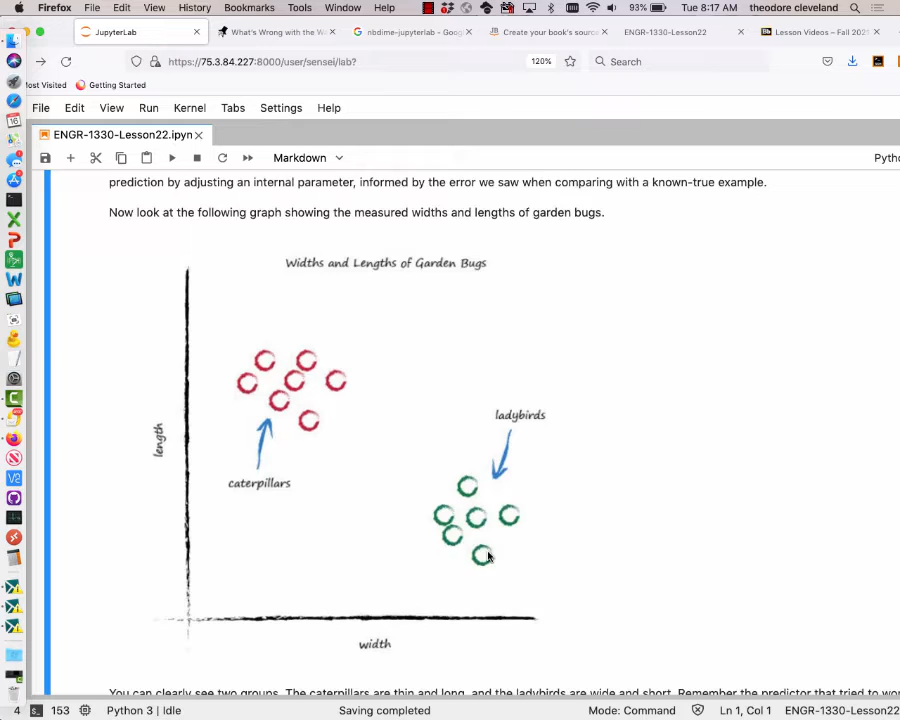 Firefox File Edit View History Bookmarks Tools Window Help 93% Tue 8:17 AM theodore cleveland
JupyterLab What's Wrong with the Wa nbdime-jupyterlab - Goog Create your book's source ENGR-1330-Lesson22 Lesson Videos – Fall 202
https://75.3.84.227:8000/user/sensei/lab? 120% Search
ost Visited Getting Started
File Edit View Run Kernel Tabs Settings Help
ENGR-1330-Lesson22.ipyn
Markdown Pytho
prediction by adjusting an internal parameter, informed by the error we saw when comparing with a known-true example.
Now look at the following graph showing the measured widths and lengths of garden bugs.
Widths and Lengths of Garden Bugs
ladybirds
length
caterpillars
width
You can clearly see two groups. The caterpillars are thin and long, and the ladybirds are wide and short. Remember the predictor that tried to wo
4 153 Python 3 | Idle Saving completed Mode: Command Ln 1, Col 1 ENGR-1330-Lesson22